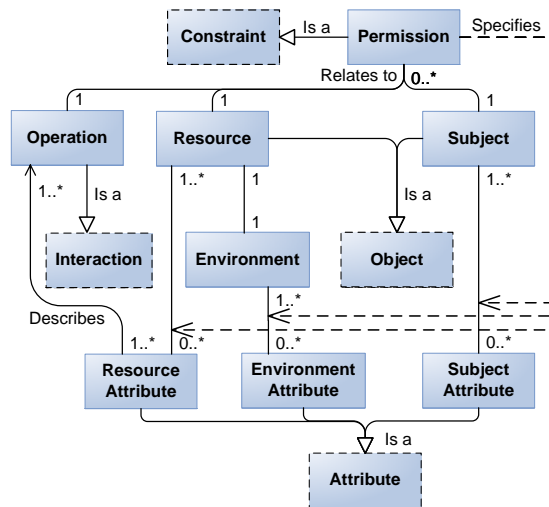 Constraint
Is a
Permission
Specifies
Relates to
0..*
1
1
1
Operation
Resource
Subject
1..*
Is a
1..*
1
Is a
1..*
1
Interaction
Environment
Object
Describes
1..*
1..*
0..*
0..*
0..*
Resource
Attribute
Environment
Attribute
Subject
Attribute
Is a
Attribute